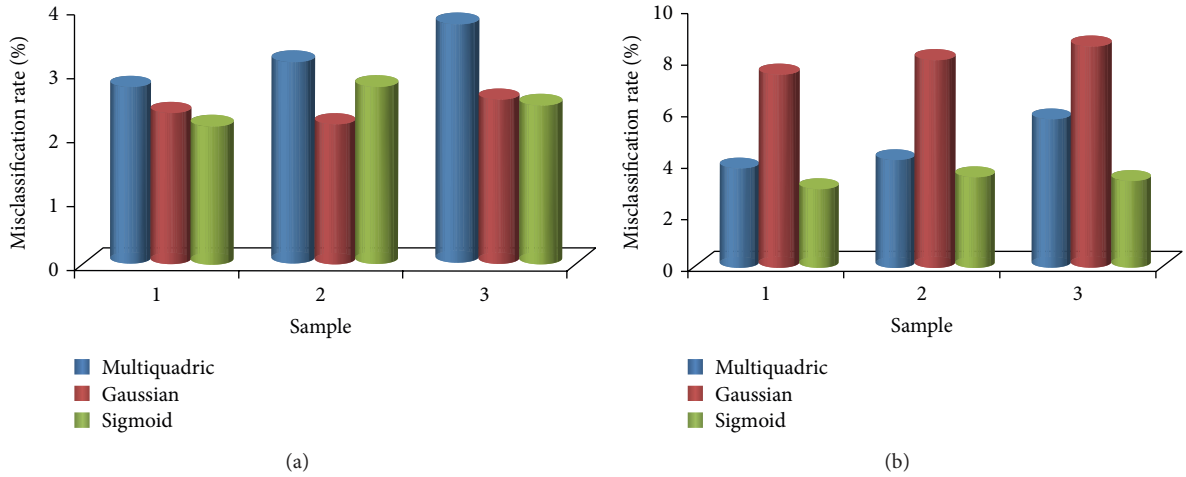 Misclassification rate (%)
4
3
2
1
0
1
2
3
Sample
Multiquadric
Gaussian
Sigmoid
(a)
Misclassification rate (%)
10
8
6
4
2
0
1
2
3
Sample
Multiquadric
Gaussian
Sigmoid
(b)